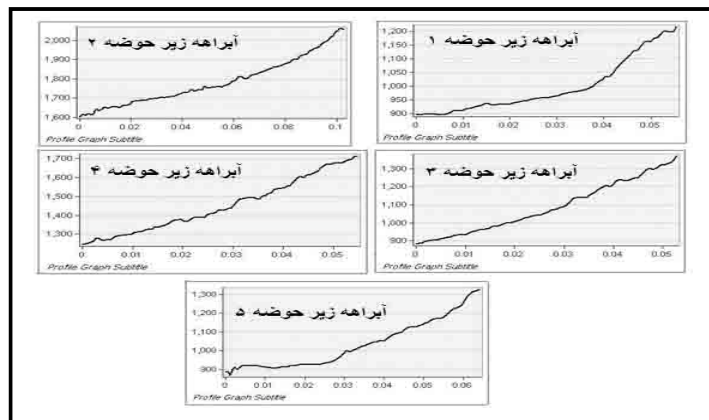 آبراهه زیر حوضه ۱
1,200
1,150
1,100
1,050
1,000
950
900
0 0.01 0.02 0.03 0.04 0.05
Profile Graph Subtitle
آبراهه زیر حوضه ۲
2,000
1,900
1,800
1,700
1,600
0 0.02 0.04 0.06 0.08 0.1
Profile Graph Subtitle
آبراهه زیر حوضه ۳
1,300
1,200
1,100
1,000
900
0 0.01 0.02 0.03 0.04 0.05
Profile Graph Subtitle
آبراهه زیر حوضه ۴
1,700
1,600
1,500
1,400
1,300
0 0.01 0.02 0.03 0.04 0.05
Profile Graph Subtitle
آبراهه زیر حوضه ۵
1,300
1,200
1,100
1,000
900
0 0.01 0.02 0.03 0.04 0.05 0.06
Profile Graph Subtitle